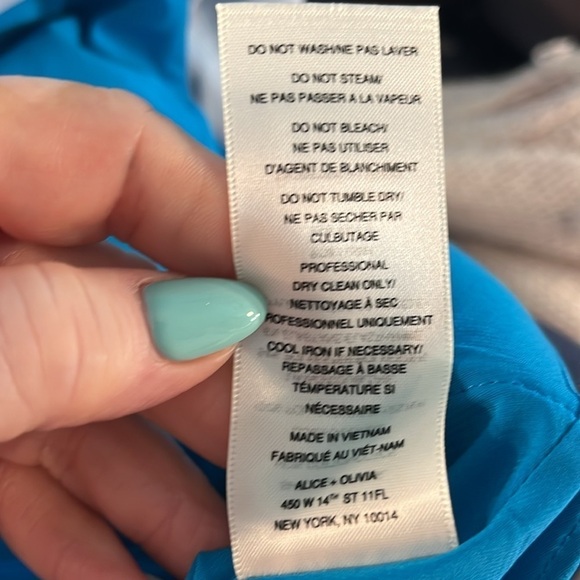 DO NOT WASH/NE PAS LAVER
DO NOT STEAM/
NE PAS PASSER A LA VAPEUR
DO NOT BLEACH/
NE PAS UTILISER
D'AGENT DE BLANCHIMENT
DO NOT TUMBLE DRY/
NE PAS SECHER PAR
CULBUTAGE
PROFESSIONAL
DRY CLEAN ONLY/
NETTOYAGE À SEC
ROFESSIONNEL UNIQUEMENT
COOL IRON IF NECESSARY/
REPASSAGE À BASSE
TEMPÉRATURE SI
NÉCESSAIRE
MADE IN VIETNAM
FABRIQUÉ AU VIÊT-NAM
ALICE + OLIVIA
450 W 14TH ST 11FL
NEW YORK, NY 10014